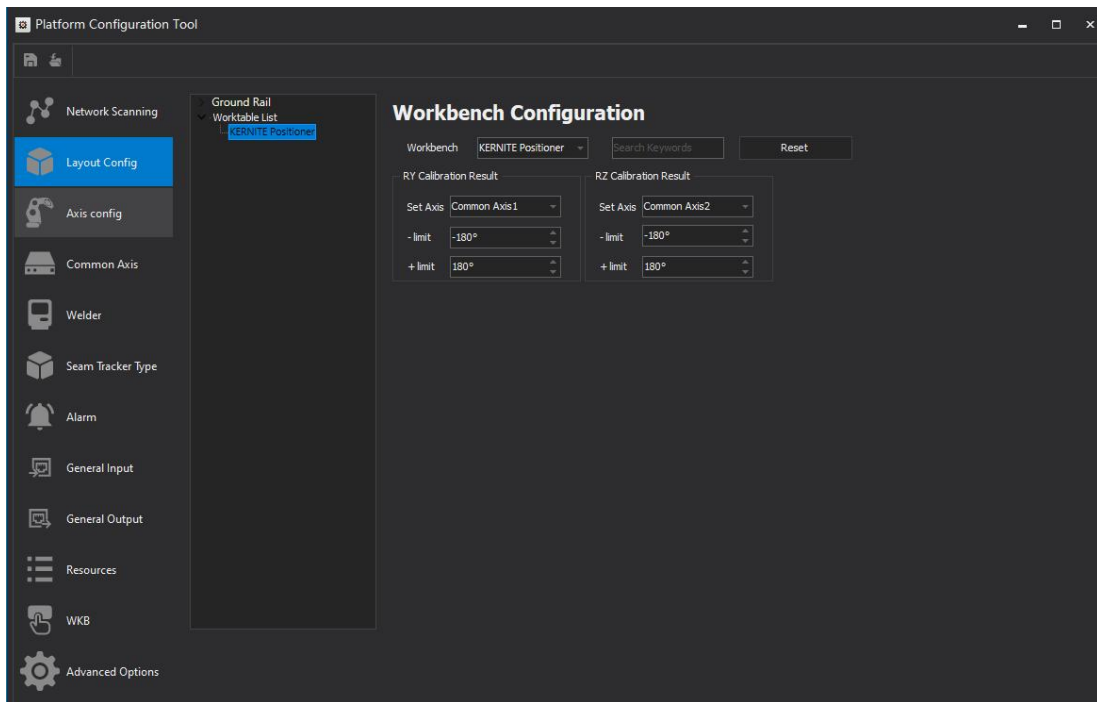 Platform Configuration Tool
Network Scanning
Layout Config
Axis config
Common Axis
Welder
Seam Tracker Type
Alarm
General Input
General Output
Resources
WKB
Advanced Options
Ground Rail
Worktable List
KERNITE Positioner
Workbench Configuration
Workbench KERNITE Positioner Search Keywords Reset
RY Calibration Result
Set Axis Common Axis1
- limit -180°
+ limit 180°
RZ Calibration Result
Set Axis Common Axis2
- limit -180°
+ limit 180°